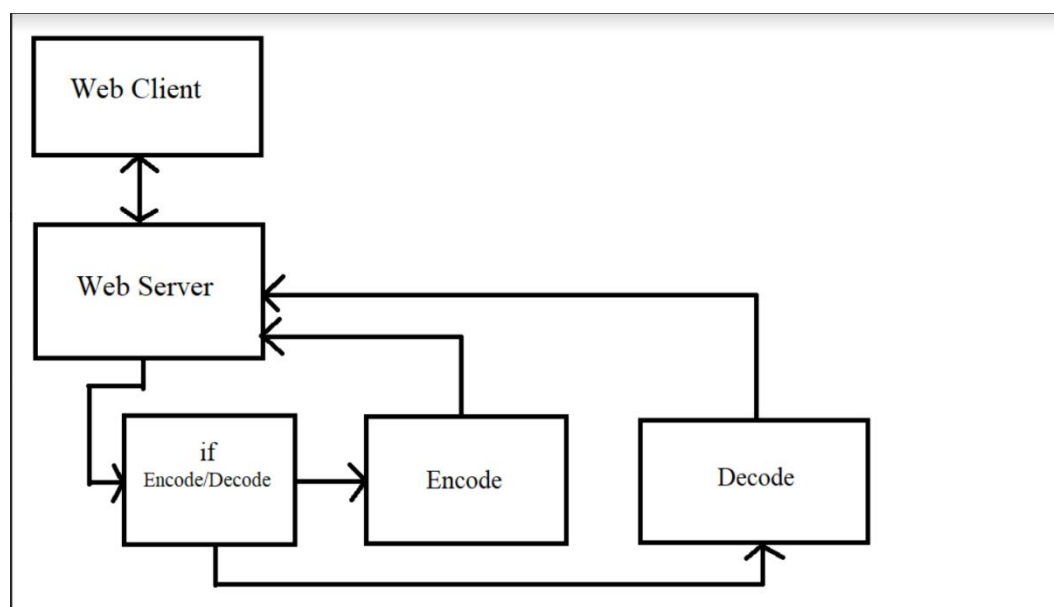 Web Client
Web Server
if
Encode/Decode
Encode
Decode